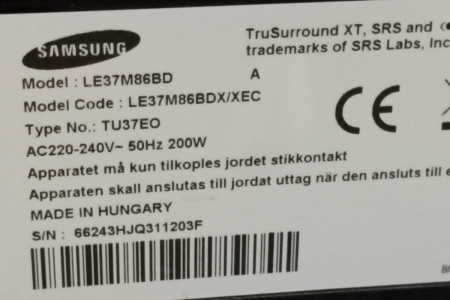 SAMSUNG
TruSurround XT, SRS and
trademarks of SRS Labs, Inc
Model : LE37M86BD A
Model Code : LE37M86BDX/XEC
Type No.: TU37EO
AC220-240V~ 50Hz 200W
CE
Apparatet må kun tilkoples jordet stikkontakt
Apparaten skall anslutas till jordat uttag när den ansluts till
MADE IN HUNGARY
S/N : 66243HJQ311203F